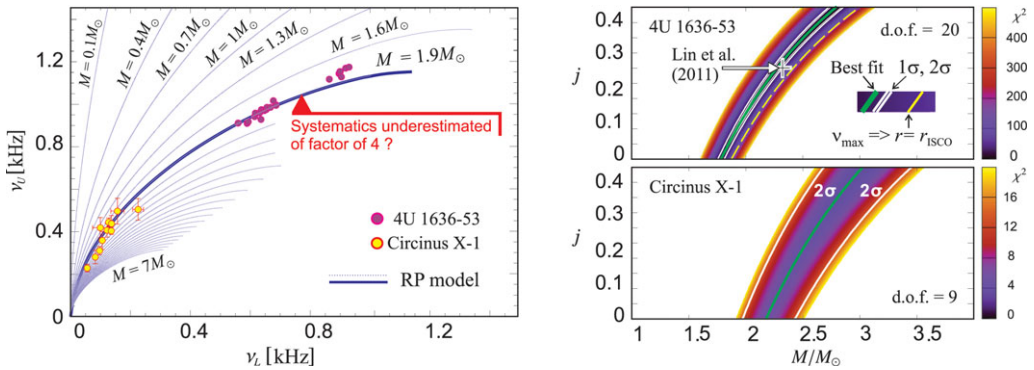 ν_U [kHz]
1.2
0.8
0.4
0
M = 0.1M⊙
M = 0.4M⊙
M = 0.7M⊙
M = 1M⊙
M = 1.3M⊙
M = 1.6M⊙
M = 1.9M⊙
Systematics underestimated
of factor of 4 ?
4U 1636-53
Circinus X-1
RP model
M = 7M⊙
0
0.4
0.8
1.2
ν_L [kHz]
j
0.4
0.3
0.2
0.1
0
4U 1636-53
d.o.f. = 20
Lin et al.
(2011)
Best fit
1σ, 2σ
ν_max => r = r_ISCO
χ²
400
300
200
100
0
j
0.4
0.3
0.2
0.1
0
Circinus X-1
2σ
2σ
d.o.f. = 9
χ²
16
12
8
4
0
1
1.5
2
2.5
3
3.5
M/M⊙